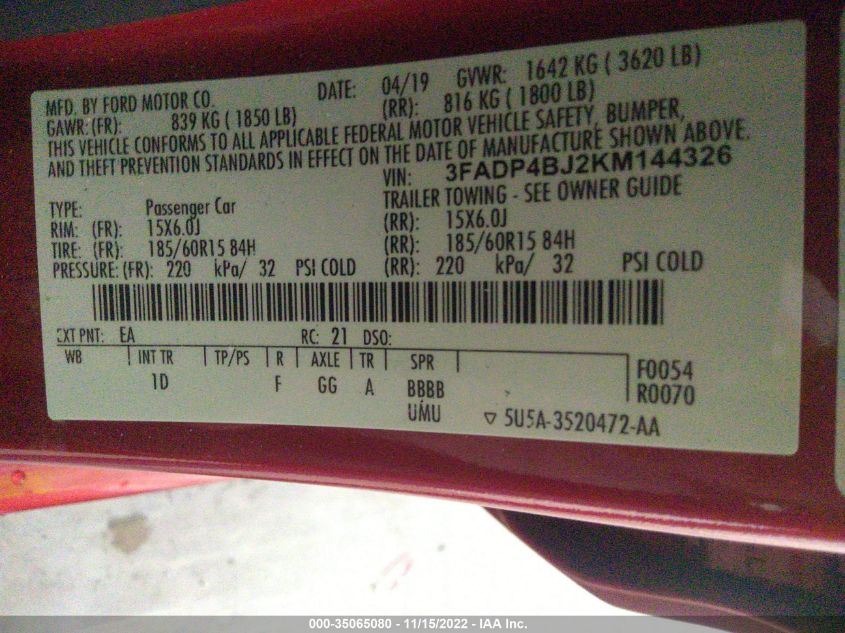 MFD. BY FORD MOTOR CO. DATE: 04/19 GVWR: 1642 KG ( 3620 LB)
GAWR: (FR): 839 KG ( 1850 LB) (RR): 816 KG ( 1800 LB)
THIS VEHICLE CONFORMS TO ALL APPLICABLE FEDERAL MOTOR VEHICLE SAFETY, BUMPER,
AND THEFT PREVENTION STANDARDS IN EFFECT ON THE DATE OF MANUFACTURE SHOWN ABOVE.
VIN: 3FADP4BJ2KM144326
TYPE: Passenger Car TRAILER TOWING - SEE OWNER GUIDE
RIM: (FR): 15X6.0J (RR): 15X6.0J
TIRE: (FR): 185/60R15 84H (RR): 185/60R15 84H
PRESSURE: (FR): 220 kPa/ 32 PSI COLD (RR): 220 kPa/ 32 PSI COLD
EXT PNT: EA RC: 21 DSO:
WB INT TR TP/PS R AXLE TR SPR F0054
1D F GG A BBBB R0070
UMU ▽ 5U5A-3520472-AA
000-35065080 - 11/15/2022 - IAA Inc.